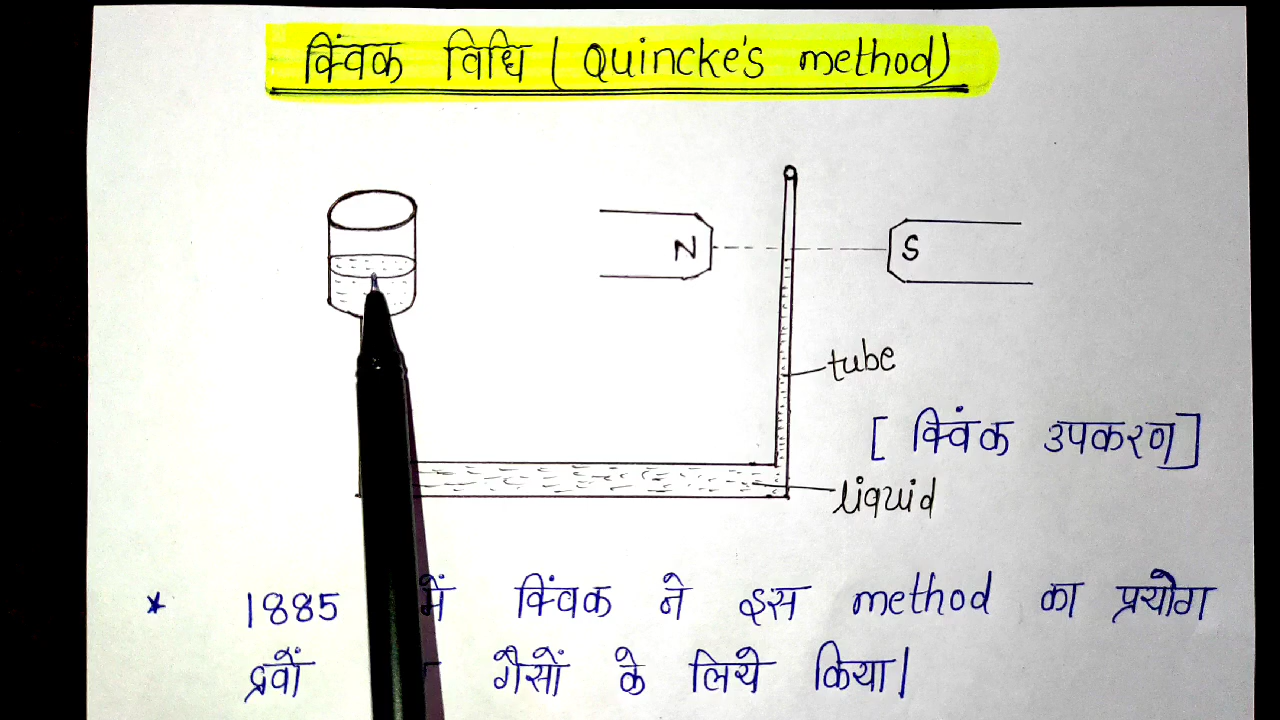 क्विंक विधि ( Quincke's method)
N
S
tube
[ क्विंक उपकरण ]
liquid
* 1885 में क्विंक ने इस method का प्रयोग
द्रवों गैसों के लिये किया।